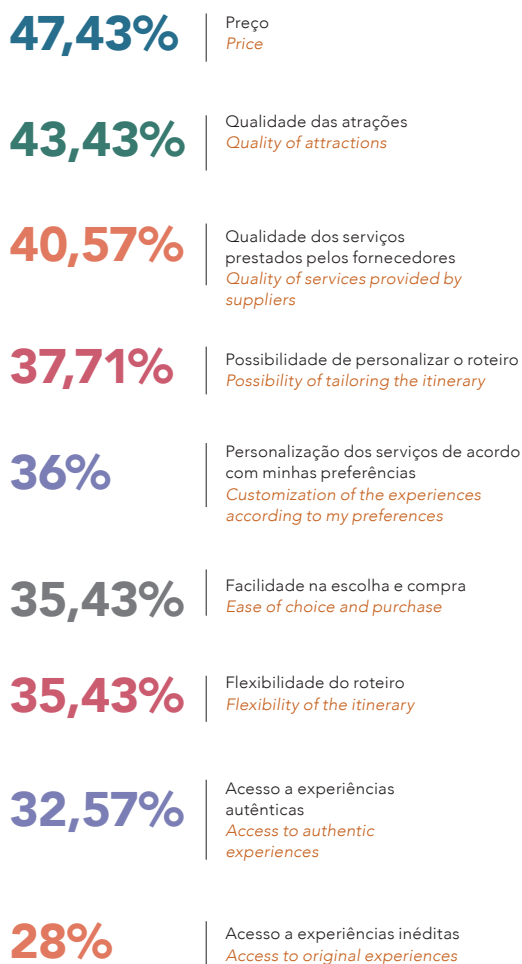 47,43%
Preço
Price
43,43%
Qualidade das atrações
Quality of attractions
40,57%
Qualidade dos serviços
prestados pelos fornecedores
Quality of services provided by
suppliers
37,71%
Possibilidade de personalizar o roteiro
Possibility of tailoring the itinerary
36%
Personalização dos serviços de acordo
com minhas preferências
Customization of the experiences
according to my preferences
35,43%
Facilidade na escolha e compra
Ease of choice and purchase
35,43%
Flexibilidade do roteiro
Flexibility of the itinerary
32,57%
Acesso a experiências
autênticas
Access to authentic
experiences
28%
Acesso a experiências inéditas
Access to original experiences